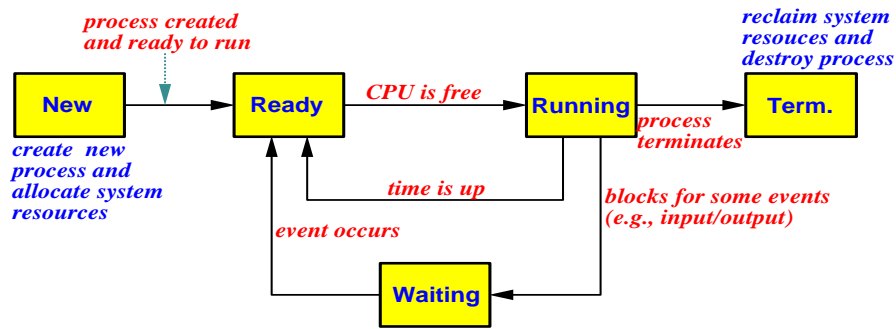 process created
and ready to run
reclaim system
resouces and
destroy process
New
Ready
CPU is free
Running
Term.
process
terminates
create new
process and
allocate system
resources
time is up
blocks for some events
(e.g., input/output)
event occurs
Waiting